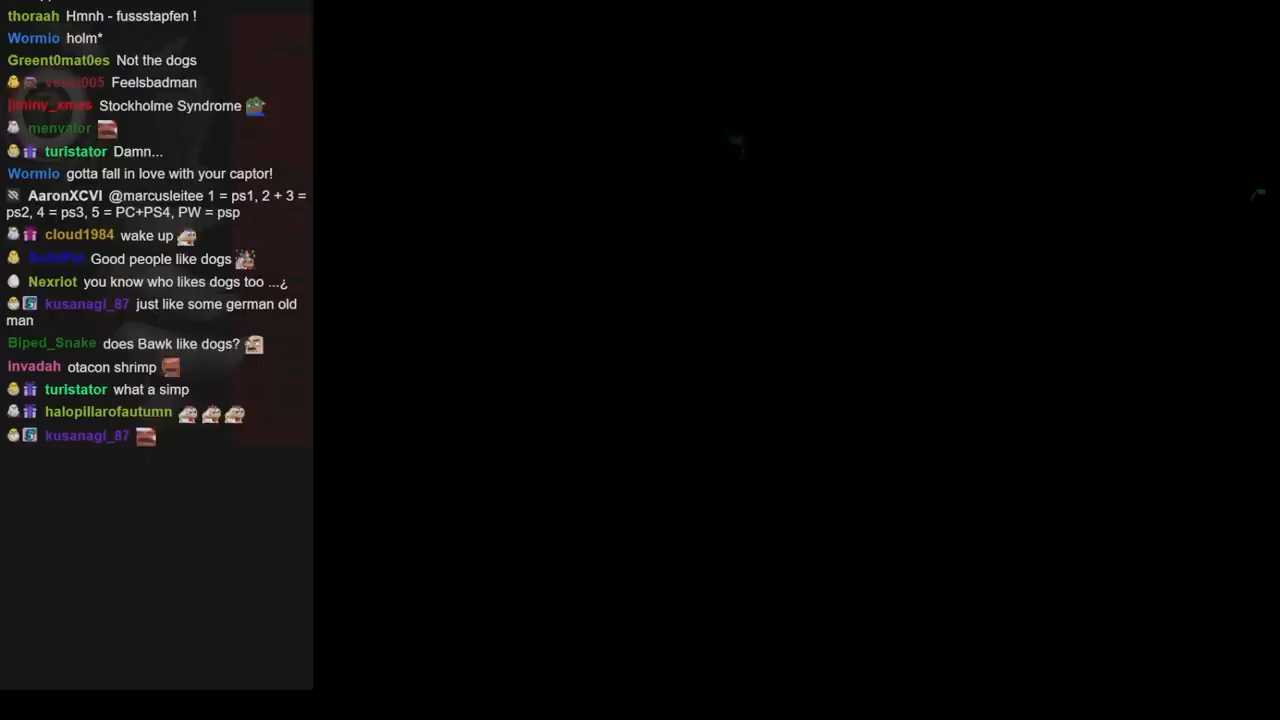 thoraah Hmnh - fussstapfen !
Wormio holm*
Greent0mat0es Not the dogs
Feelsbadman
jiminy_xmas Stockholme Syndrome
menvalor
turistator Damn...
Wormio gotta fall in love with your captor!
AaronXCVI @marcusleitee 1 = ps1, 2 + 3 =
ps2, 4 = ps3, 5 = PC+PS4, PW = psp
cloud1984 wake up
Good people like dogs
Nexriot you know who likes dogs too ...¿
kusanagi_87 just like some german old
man
Biped_Snake does Bawk like dogs?
invadah otacon shrimp
turistator what a simp
halopillarofautumn
kusanagi_87